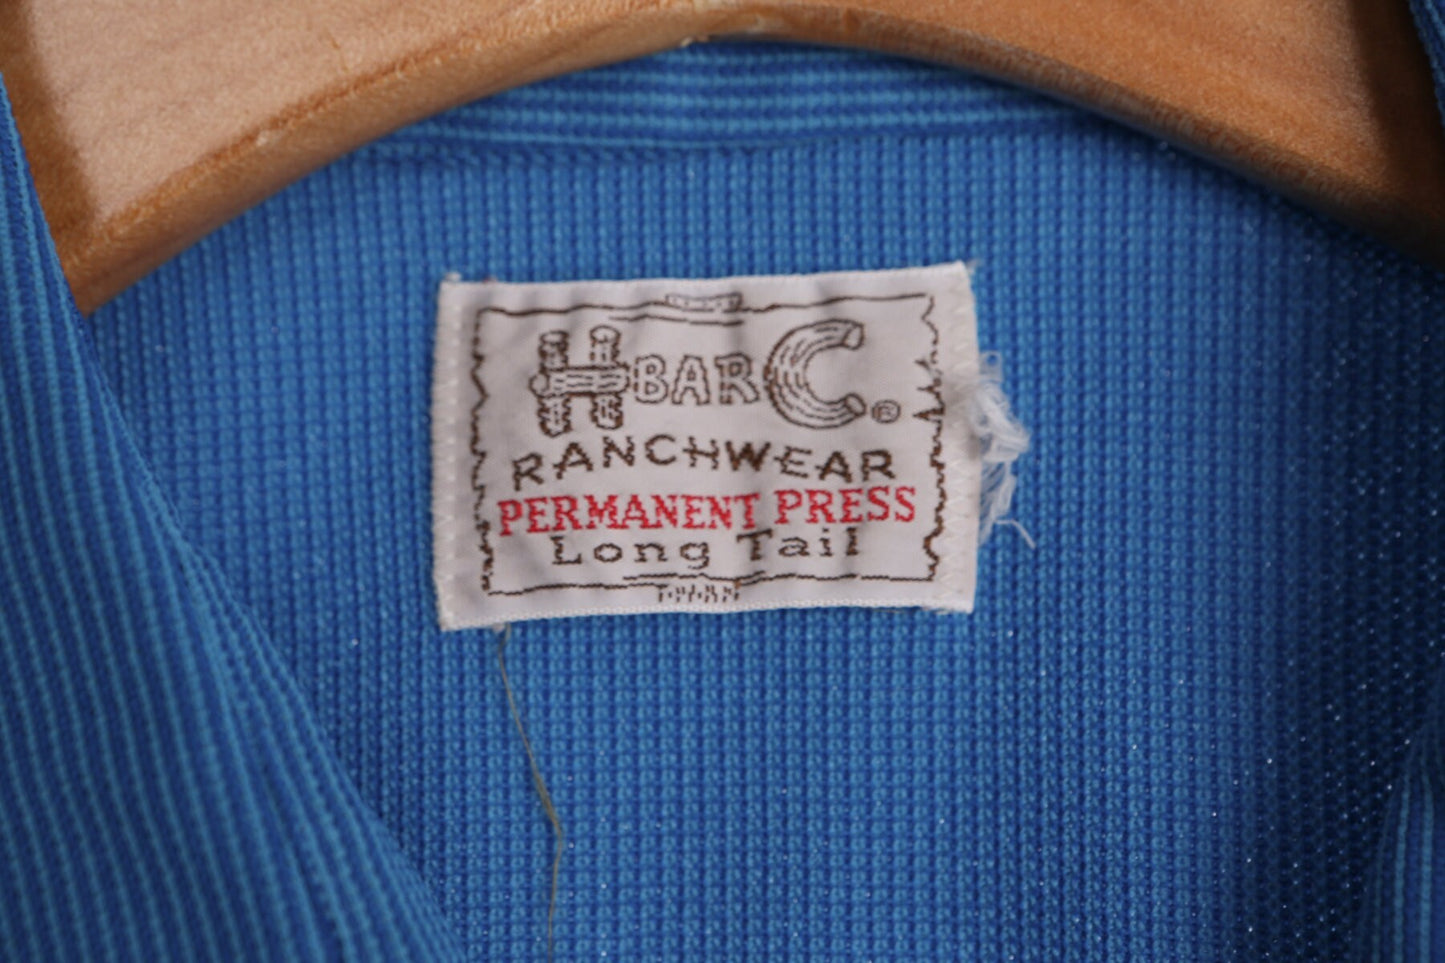 H BAR C.®
RANCHWEAR
PERMANENT PRESS
Long Tail